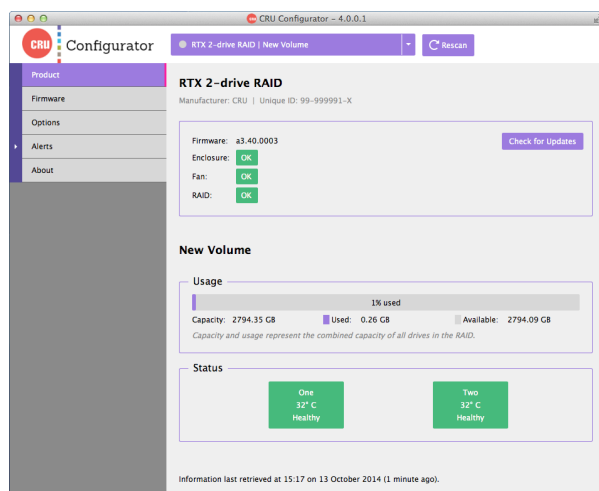 CRU Configurator - 4.0.0.1
CRU Configurator
RTX 2-drive RAID | New Volume
Rescan
Product
Firmware
Options
Alerts
About
RTX 2-drive RAID
Manufacturer: CRU | Unique ID: 99-999991-X
Firmware: a3.40.0003
Check for Updates
Enclosure: OK
Fan: OK
RAID: OK
New Volume
Usage
1% used
Capacity: 2794.35 GB Used: 0.26 GB Available: 2794.09 GB
Capacity and usage represent the combined capacity of all drives in the RAID.
Status
One
32° C
Healthy
Two
32° C
Healthy
Information last retrieved at 15:17 on 13 October 2014 (1 minute ago).